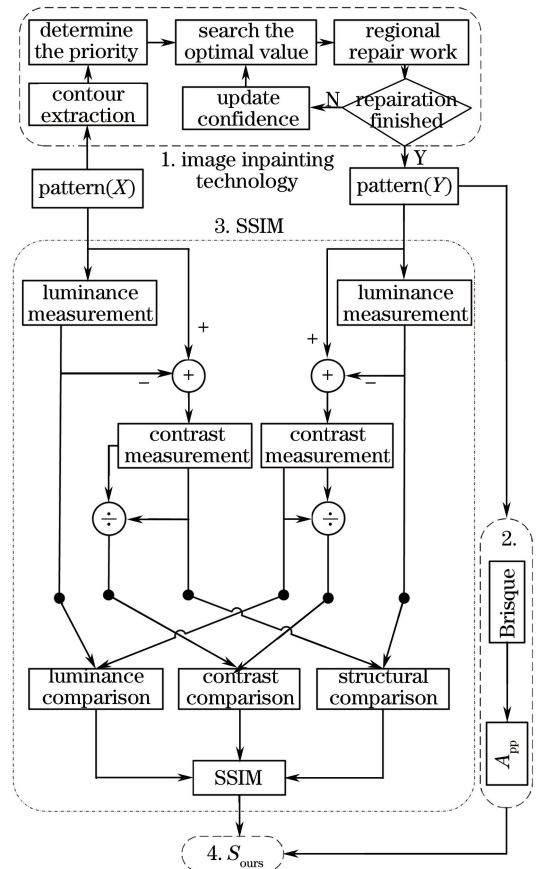 determine
the priority
search the
optimal value
regional
repair work
contour
extraction
update
confidence
N
repairation
finished
Y
1. image inpainting
technology
pattern(X)
pattern(Y)
3. SSIM
luminance
measurement
luminance
measurement
+
+
−
+
+
−
contrast
measurement
contrast
measurement
÷
÷
2.
Brisque
App
luminance
comparison
contrast
comparison
structural
comparison
SSIM
4. Sours